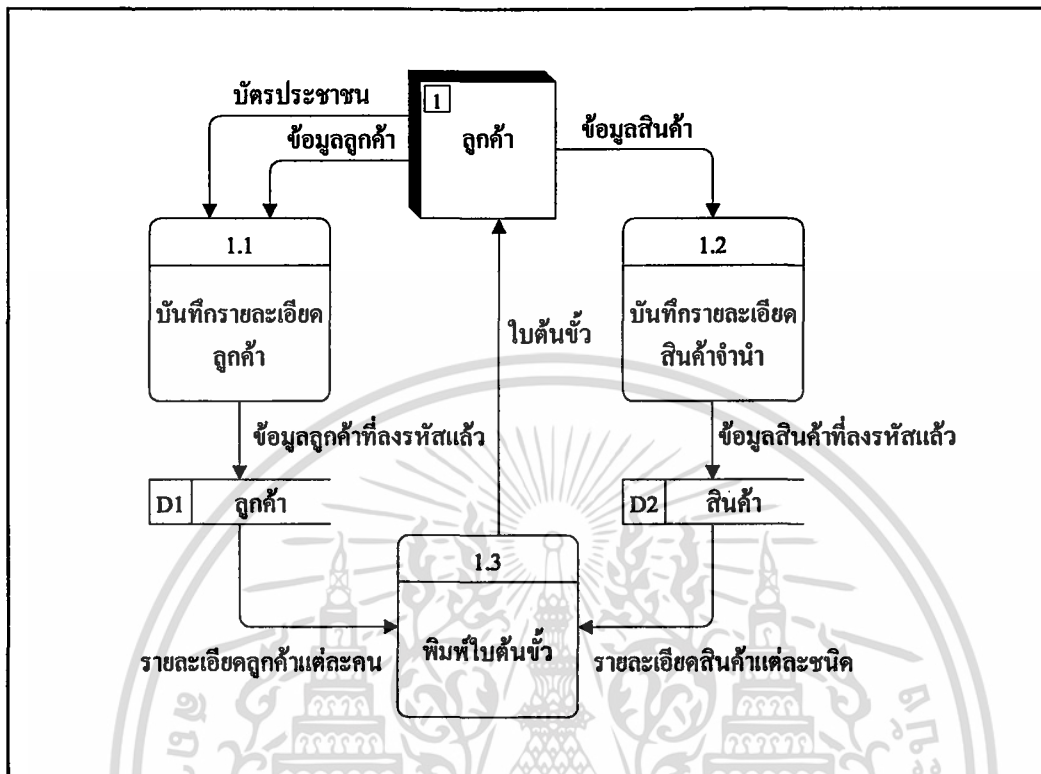 บัตรประชาชน
1
ข้อมูลลูกค้า
ลูกค้า
ข้อมูลสินค้า
1.1
บันทึกรายละเอียด
ลูกค้า
1.2
บันทึกรายละเอียด
สินค้าจำนำ
ใบต้นขั้ว
ข้อมูลลูกค้าที่ลงรหัสแล้ว
ข้อมูลสินค้าที่ลงรหัสแล้ว
D1 ลูกค้า
D2 สินค้า
1.3
พิมพ์ใบต้นขั้ว
รายละเอียดลูกค้าแต่ละคน
รายละเอียดสินค้าแต่ละชนิด